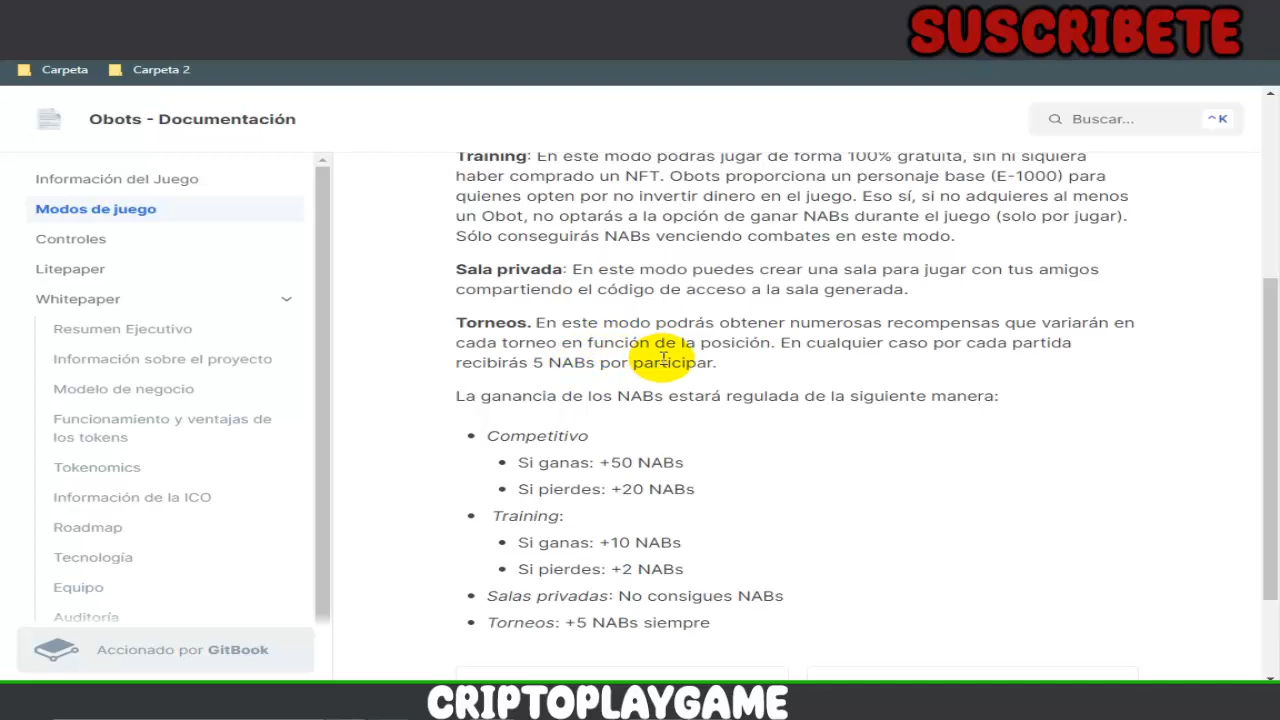 SUSCRIBETE
Carpeta
Carpeta 2
Obots - Documentación
Buscar...
^K
Información del Juego
Modos de juego
Controles
Litepaper
Whitepaper
Resumen Ejecutivo
Información sobre el proyecto
Modelo de negocio
Funcionamiento y ventajas de
los tokens
Tokenomics
Información de la ICO
Roadmap
Tecnología
Equipo
Auditoría
Accionado por GitBook
Training: En este modo podrás jugar de forma 100% gratuita, sin ni siquiera
haber comprado un NFT. Obots proporciona un personaje base (E-1000) para
quienes opten por no invertir dinero en el juego. Eso sí, si no adquieres al menos
un Obot, no optarás a la opción de ganar NABs durante el juego (solo por jugar).
Sólo conseguirás NABs venciendo combates en este modo.
Sala privada: En este modo puedes crear una sala para jugar con tus amigos
compartiendo el código de acceso a la sala generada.
Torneos. En este modo podrás obtener numerosas recompensas que variarán en
cada torneo en función de la posición. En cualquier caso por cada partida
recibirás 5 NABs por participar.
La ganancia de los NABs estará regulada de la siguiente manera:
• Competitivo
• Si ganas: +50 NABs
• Si pierdes: +20 NABs
• Training:
• Si ganas: +10 NABs
• Si pierdes: +2 NABs
• Salas privadas: No consigues NABs
• Torneos: +5 NABs siempre
CRIPTOPLAYGAME